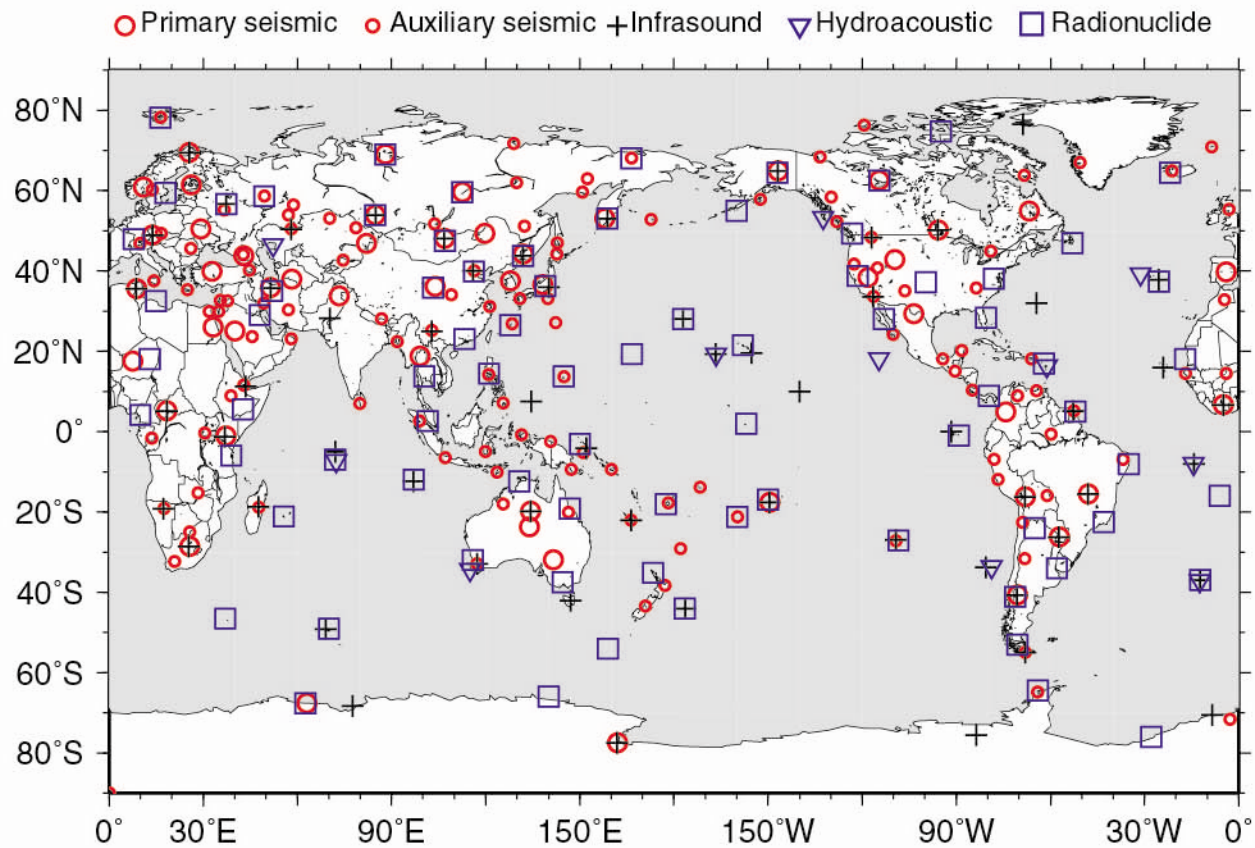 Primary seismic Auxiliary seismic Infrasound Hydroacoustic Radionuclide
80°N
60°N
40°N
20°N
0°
20°S
40°S
60°S
80°S
0° 30°E 90°E 150°E 150°W 90°W 0°